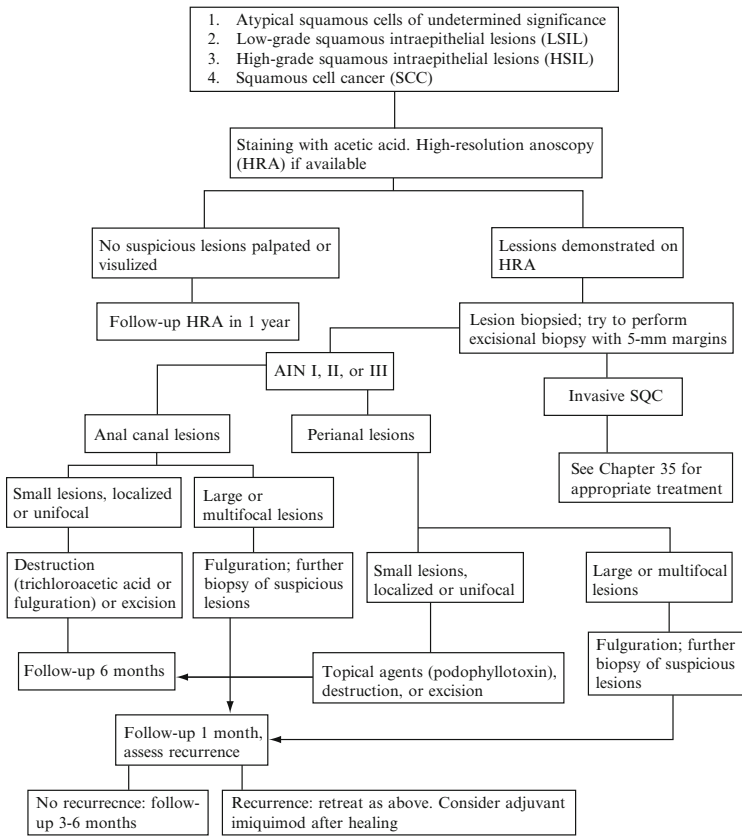 1. Atypical squamous cells of undetermined significance
2. Low-grade squamous intraepithelial lesions (LSIL)
3. High-grade squamous intraepithelial lesions (HSIL)
4. Squamous cell cancer (SCC)
Staining with acetic acid. High-resolution anoscopy
(HRA) if available
No suspicious lesions palpated or
visulized
Lessions demonstrated on
HRA
Follow-up HRA in 1 year
Lesion biopsied; try to perform
excisional biopsy with 5-mm margins
AIN I, II, or III
Invasive SQC
Anal canal lesions
Perianal lesions
See Chapter 35 for
appropriate treatment
Small lesions, localized
or unifocal
Large or
multifocal lesions
Destruction
(trichloroacetic acid or
fulguration) or excision
Fulguration; further
biopsy of suspicious
lesions
Small lesions,
localized or unifocal
Large or multifocal
lesions
Fulguration; further
biopsy of suspicious
lesions
Follow-up 6 months
Topical agents (podophyllotoxin),
destruction, or excision
Follow-up 1 month,
assess recurrence
No recurrecnce: follow-
up 3-6 months
Recurrence: retreat as above. Consider adjuvant
imiquimod after healing